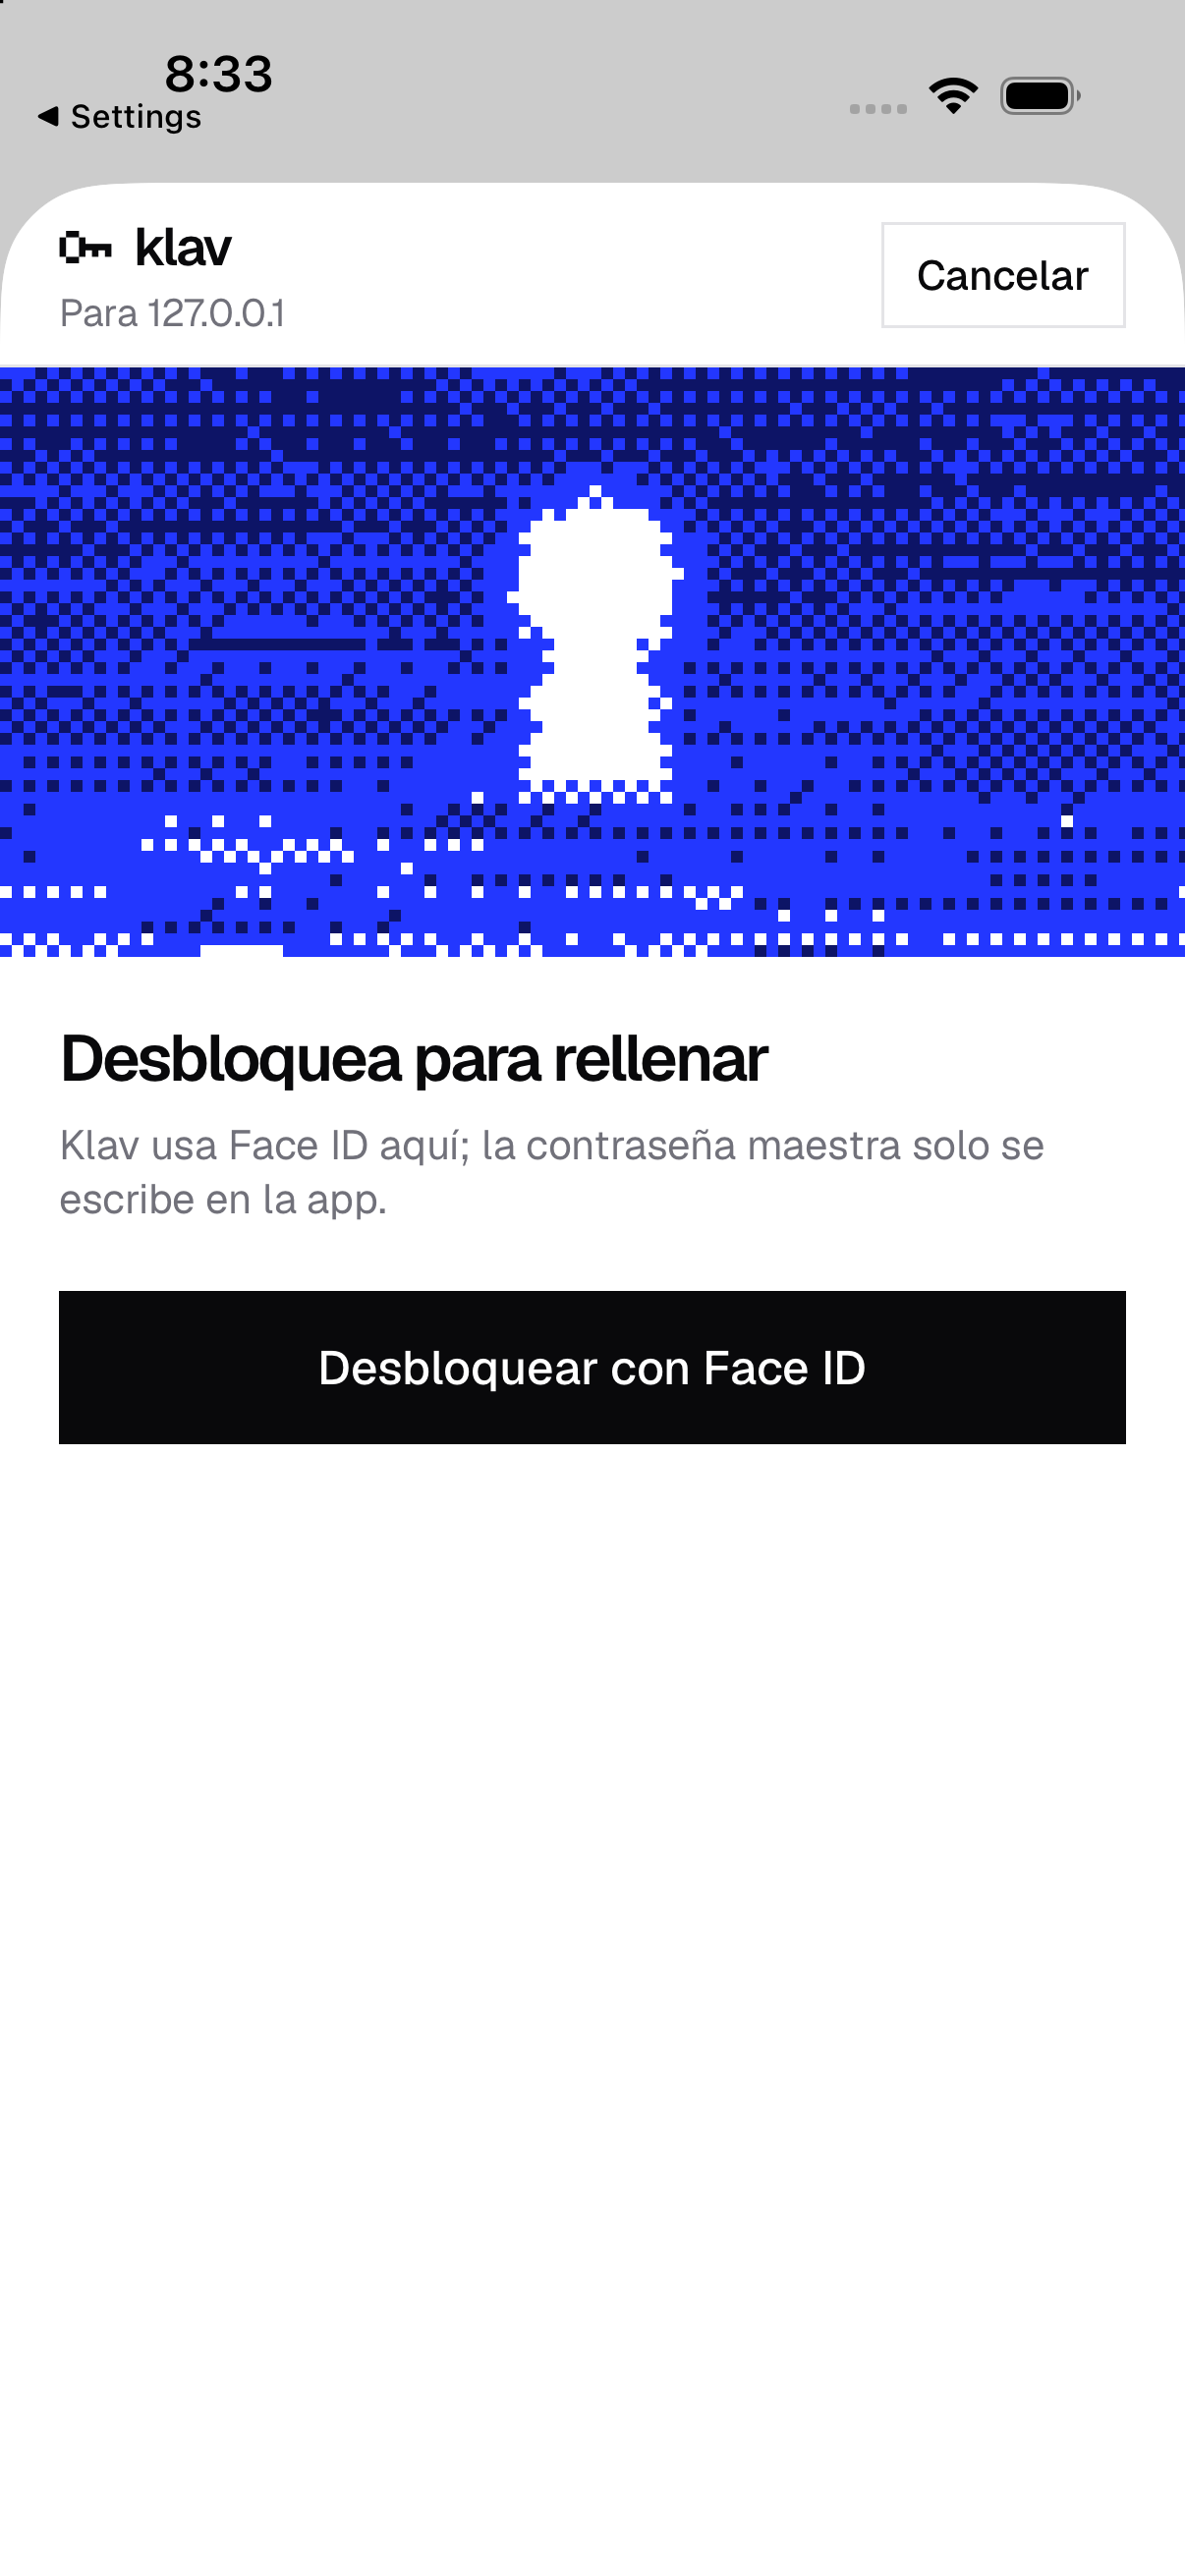 8:33
Settings
klav
Para 127.0.0.1
Cancelar
Desbloquea para rellenar
Klav usa Face ID aquí; la contraseña maestra solo se
escribe en la app.
Desbloquear con Face ID